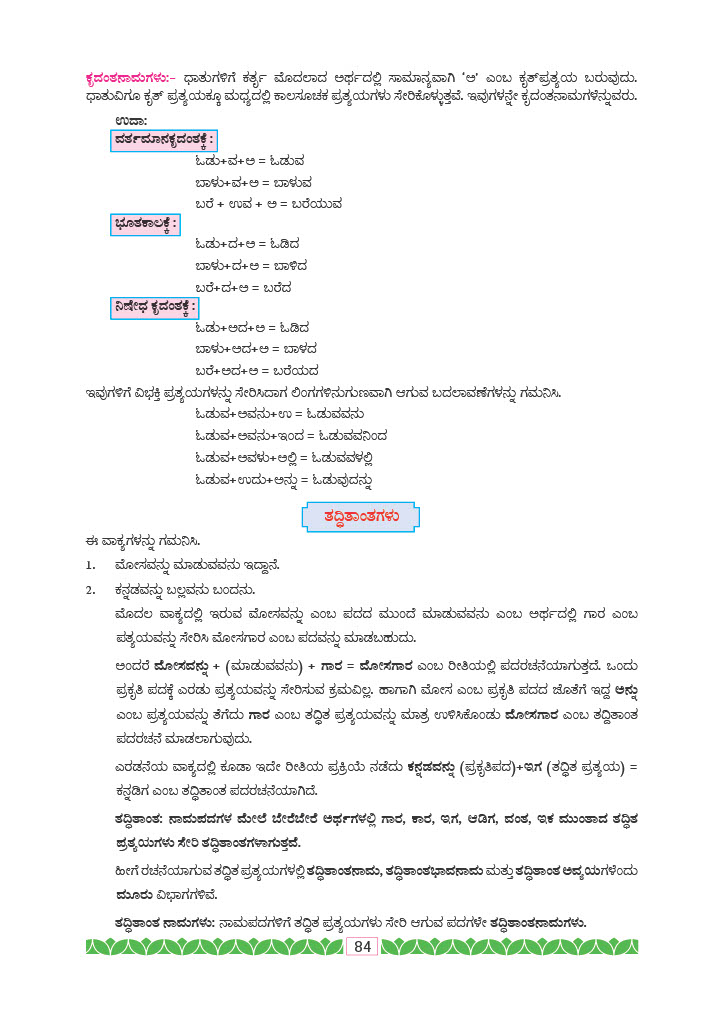 ಕೃದಂತನಾಮಗಳು:– ಧಾತುಗಳಿಗೆ ಕರ್ತೃ ಮೊದಲಾದ ಅರ್ಥದಲ್ಲಿ ಸಾಮಾನ್ಯವಾಗಿ 'ಅ' ಎಂಬ ಕೃತ್‌ಪ್ರತ್ಯಯ ಬರುವುದು.
ಧಾತುವಿಗೂ ಕೃತ್ ಪ್ರತ್ಯಯಕ್ಕೂ ಮಧ್ಯದಲ್ಲಿ ಕಾಲಸೂಚಕ ಪ್ರತ್ಯಯಗಳು ಸೇರಿಕೊಳ್ಳುತ್ತವೆ. ಇವುಗಳನ್ನೇ ಕೃದಂತನಾಮಗಳೆನ್ನುವರು.
ಉದಾ:
ವರ್ತಮಾನಕೃದಂತಕ್ಕೆ :
ಓಡು+ವ+ಅ = ಓಡುವ
ಬಾಳು+ವ+ಅ = ಬಾಳುವ
ಬರೆ + ಉವ + ಅ = ಬರೆಯುವ
ಭೂತಕಾಲಕ್ಕೆ :
ಓಡು+ದ+ಅ = ಓಡಿದ
ಬಾಳು+ದ+ಅ = ಬಾಳಿದ
ಬರೆ+ದ+ಅ = ಬರೆದ
ನಿಷೇಧ ಕೃದಂತಕ್ಕೆ :
ಓಡು+ಅದ+ಅ = ಓಡಿದ
ಬಾಳು+ಅದ+ಅ = ಬಾಳದ
ಬರೆ+ಅದ+ಅ = ಬರೆಯದ
ಇವುಗಳಿಗೆ ವಿಭಕ್ತಿ ಪ್ರತ್ಯಯಗಳನ್ನು ಸೇರಿಸಿದಾಗ ಲಿಂಗಗಳಿನುಗುಣವಾಗಿ ಆಗುವ ಬದಲಾವಣೆಗಳನ್ನು ಗಮನಿಸಿ.
ಓಡುವ+ಅವನು+ಉ = ಓಡುವವನು
ಓಡುವ+ಅವನು+ಇಂದ = ಓಡುವವನಿಂದ
ಓಡುವ+ಅವಳು+ಅಲ್ಲಿ = ಓಡುವವಳಲ್ಲಿ
ಓಡುವ+ಉದು+ಅನ್ನು = ಓಡುವುದನ್ನು
ತದ್ಧಿತಾಂತಗಳು
ಈ ವಾಕ್ಯಗಳನ್ನು ಗಮನಿಸಿ.
1. ಮೋಸವನ್ನು ಮಾಡುವವನು ಇದ್ದಾನೆ.
2. ಕನ್ನಡವನ್ನು ಬಲ್ಲವನು ಬಂದನು.
ಮೊದಲ ವಾಕ್ಯದಲ್ಲಿ ಇರುವ ಮೋಸವನ್ನು ಎಂಬ ಪದದ ಮುಂದೆ ಮಾಡುವವನು ಎಂಬ ಅರ್ಥದಲ್ಲಿ ಗಾರ ಎಂಬ
ಪತ್ಯಯವನ್ನು ಸೇರಿಸಿ ಮೋಸಗಾರ ಎಂಬ ಪದವನ್ನು ಮಾಡಬಹುದು.
ಅಂದರೆ ಮೋಸವನ್ನು + (ಮಾಡುವವನು) + ಗಾರ = ಮೋಸಗಾರ ಎಂಬ ರೀತಿಯಲ್ಲಿ ಪದರಚನೆಯಾಗುತ್ತದೆ. ಒಂದು
ಪ್ರಕೃತಿ ಪದಕ್ಕೆ ಎರಡು ಪ್ರತ್ಯಯವನ್ನು ಸೇರಿಸುವ ಕ್ರಮವಿಲ್ಲ. ಹಾಗಾಗಿ ಮೋಸ ಎಂಬ ಪ್ರಕೃತಿ ಪದದ ಜೊತೆಗೆ ಇದ್ದ ಅನ್ನು
ಎಂಬ ಪ್ರತ್ಯಯವನ್ನು ತೆಗೆದು ಗಾರ ಎಂಬ ತದ್ಧಿತ ಪ್ರತ್ಯಯವನ್ನು ಮಾತ್ರ ಉಳಿಸಿಕೊಂಡು ಮೋಸಗಾರ ಎಂಬ ತದ್ದಿತಾಂತ
ಪದರಚನೆ ಮಾಡಲಾಗುವುದು.
ಎರಡನೆಯ ವಾಕ್ಯದಲ್ಲಿ ಕೂಡಾ ಇದೇ ರೀತಿಯ ಪ್ರಕ್ರಿಯೆ ನಡೆದು ಕನ್ನಡವನ್ನು (ಪ್ರಕೃತಿಪದ)+ಇಗ (ತದ್ಧಿತ ಪ್ರತ್ಯಯ) =
ಕನ್ನಡಿಗ ಎಂಬ ತದ್ಧಿತಾಂತ ಪದರಚನೆಯಾಗಿದೆ.
ತದ್ಧಿತಾಂತ: ನಾಮಪದಗಳ ಮೇಲೆ ಬೇರೆಬೇರೆ ಅರ್ಥಗಳಲ್ಲಿ ಗಾರ, ಕಾರ, ಇಗ, ಆಡಿಗ, ವಂತ, ಇಕ ಮುಂತಾದ ತದ್ಧಿತ
ಪ್ರತ್ಯಯಗಳು ಸೇರಿ ತದ್ಧಿತಾಂತಗಳಾಗುತ್ತವೆ.
ಹೀಗೆ ರಚನೆಯಾಗುವ ತದ್ಧಿತ ಪ್ರತ್ಯಯಗಳಲ್ಲಿ ತದ್ಧಿತಾಂತನಾಮ, ತದ್ಧಿತಾಂತಭಾವನಾಮ ಮತ್ತು ತದ್ಧಿತಾಂತ ಅವ್ಯಯಗಳೆಂದು
ಮೂರು ವಿಭಾಗಗಳಿವೆ.
ತದ್ಧಿತಾಂತ ನಾಮಗಳು: ನಾಮಪದಗಳಿಗೆ ತದ್ಧಿತ ಪ್ರತ್ಯಯಗಳು ಸೇರಿ ಆಗುವ ಪದಗಳೇ ತದ್ಧಿತಾಂತನಾಮಗಳು.
84